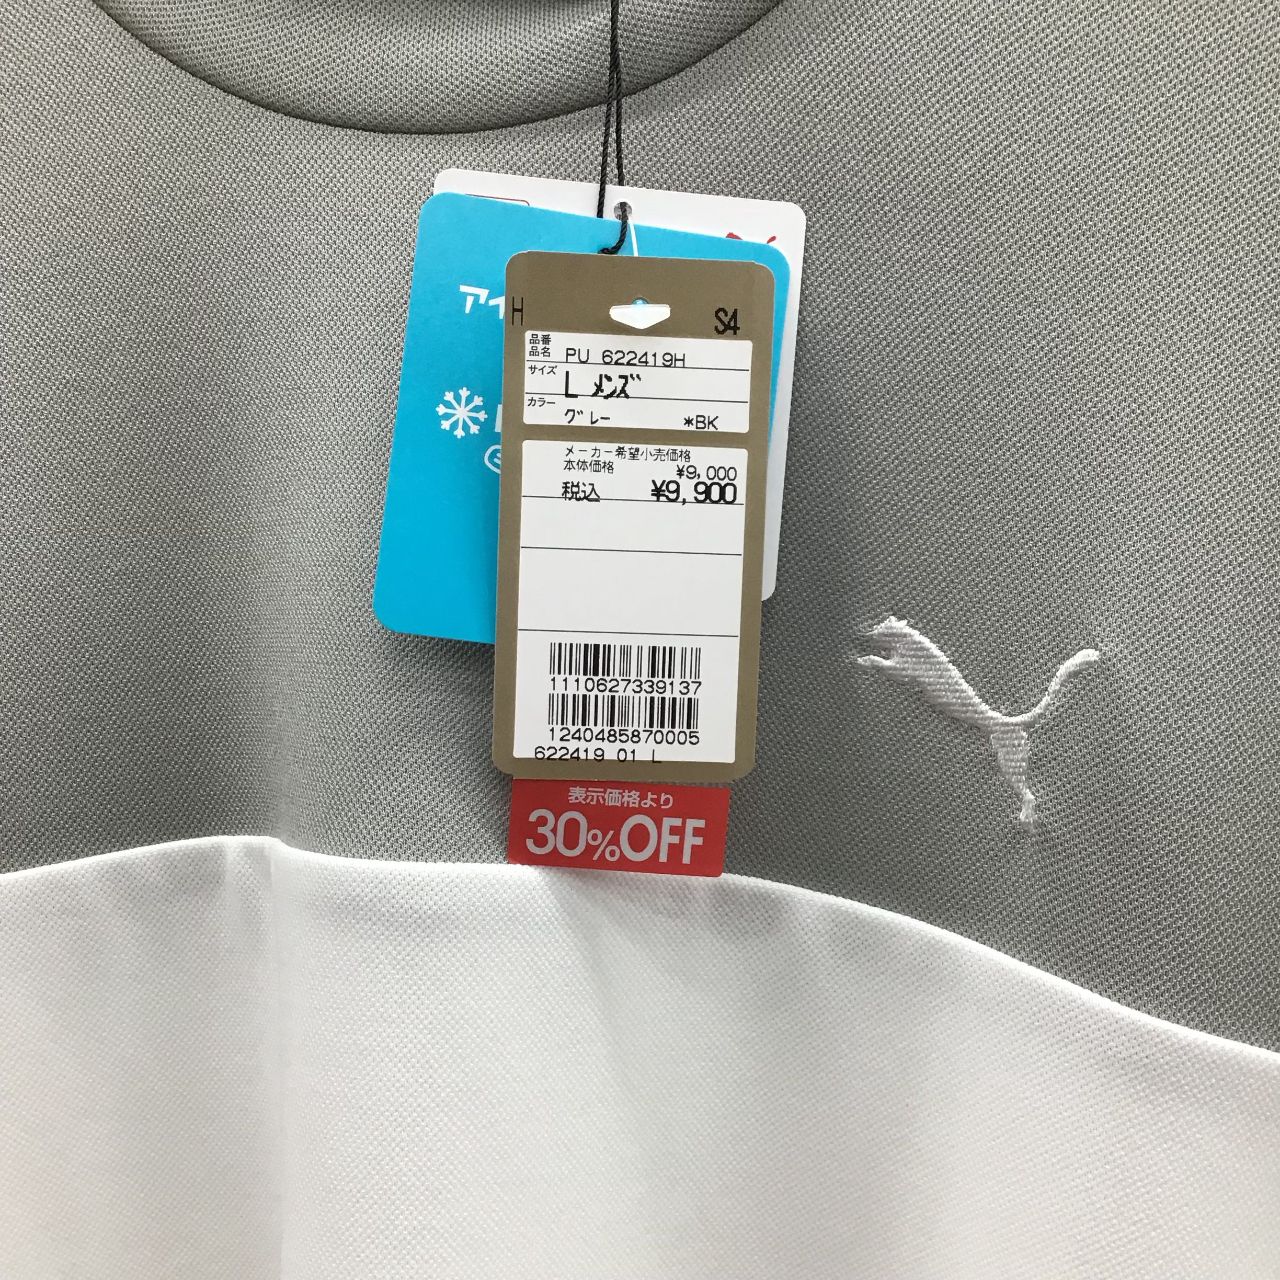 アイ
H S4
品番
品名 PU 622419H
サイズ L メンズ
カラー グレー *BK
メーカー希望小売価格
本体価格 ¥9,000
税込 ¥9,900
1110627339137
1240485870005
622419 01 L
表示価格より
30%OFF